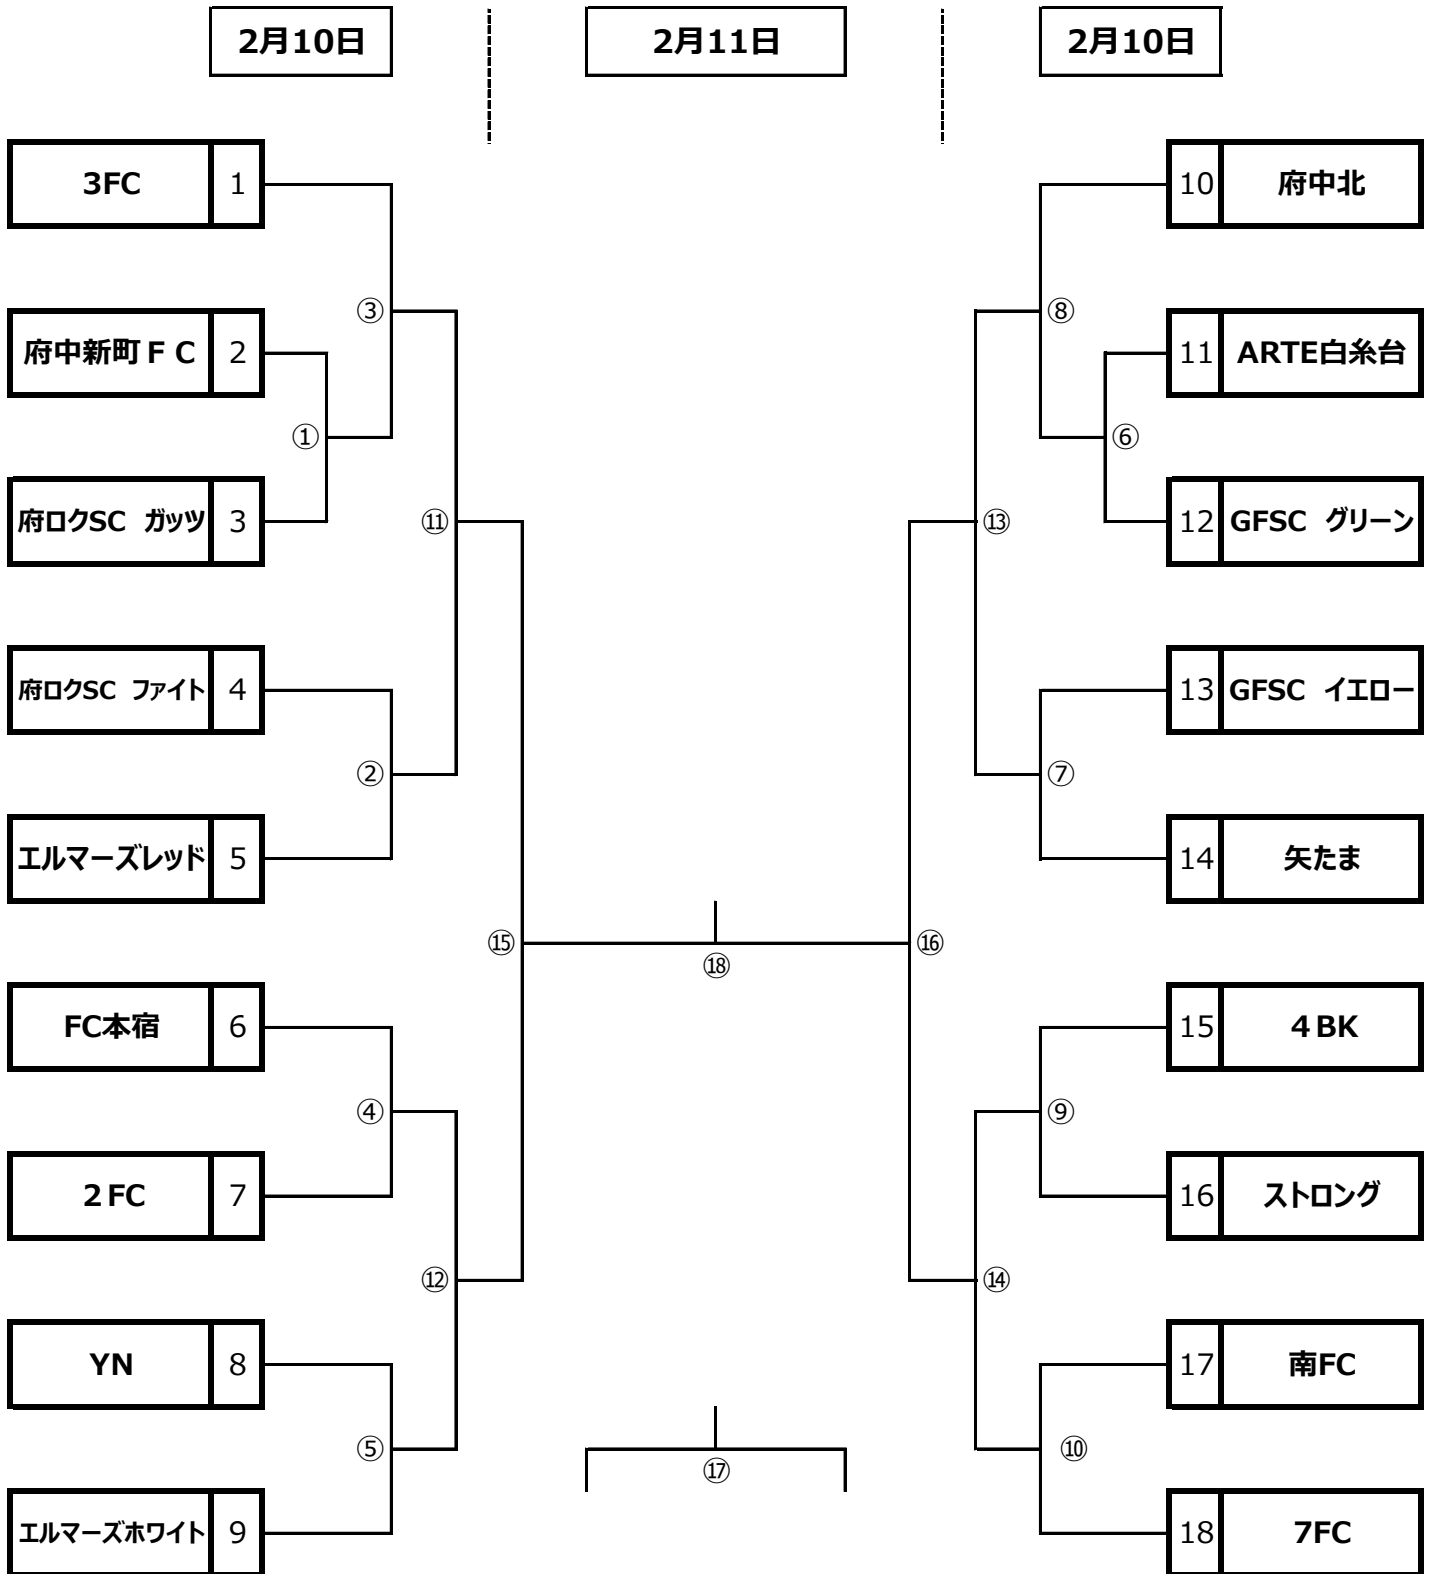 2月10日 2月11日 2月10日
3FC 1 10 府中北
③ ⑧
府中新町ＦＣ 2 11 ARTE白糸台
① ⑥
府ロクSC　ガッツ 3 ⑪ ⑬ 12 GFSC　グリーン
府ロクSC　ファイト 4 13 GFSC　イエロー
② ⑦
エルマーズレッド 5 14 矢たま
⑮ ⑱ ⑯
FC本宿 6 15 ４BK
④ ⑨
２FC 7 16 ストロング
⑫ ⑭
YN 8 17 南FC
⑤ ⑰ ⑩
エルマーズホワイト 9 18 7FC